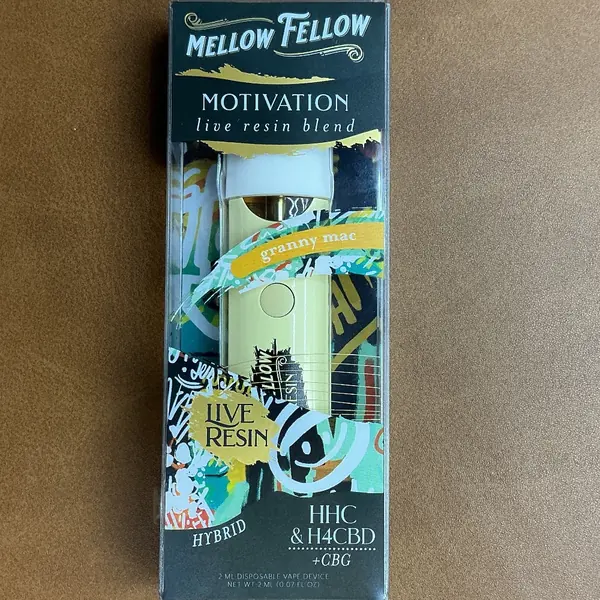 MELLOW FELLOW
MOTIVATION
live resin blend
granny mac
LIVE
RESIN
HYBRID
HHC
& H4CBD
+CBG
2 ML DISPOSABLE VAPE DEVICE
NET WT 2 ML (0.07 FL OZ)